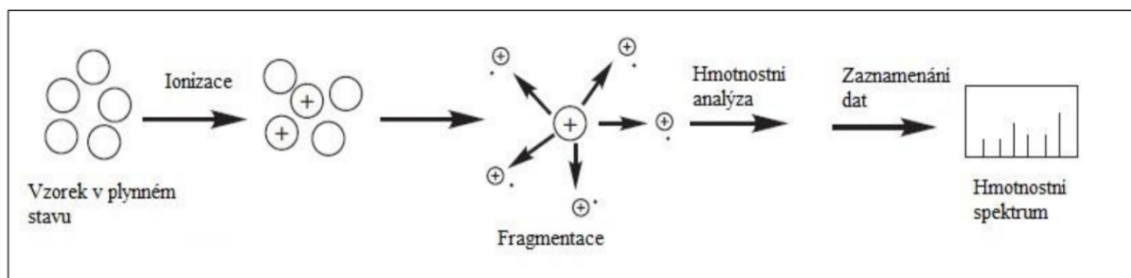 Ionizace
Vzorek v plynném
stavu
Fragmentace
Hmotnostní
analýza
Zaznamenání
dat
Hmotnostní
spektrum